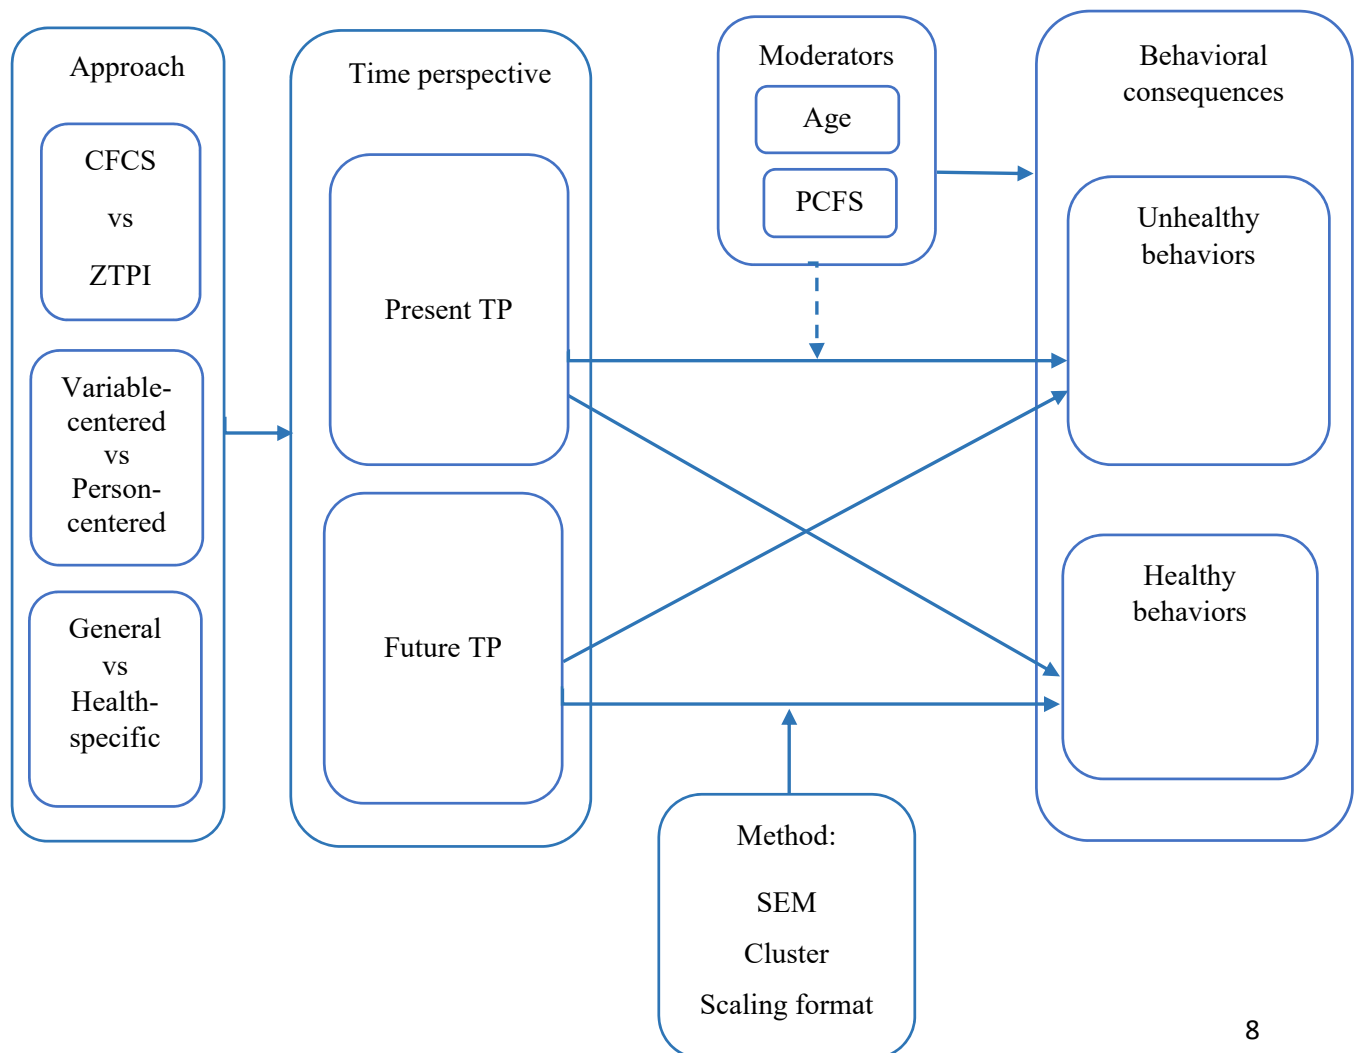 Approach
CFCS
vs
ZTPI
Variable-
centered
vs
Person-
centered
General
vs
Health-
specific
Time perspective
Present TP
Future TP
Moderators
Age
PCFS
Behavioral
consequences
Unhealthy
behaviors
Healthy
behaviors
Method:
SEM
Cluster
Scaling format
8